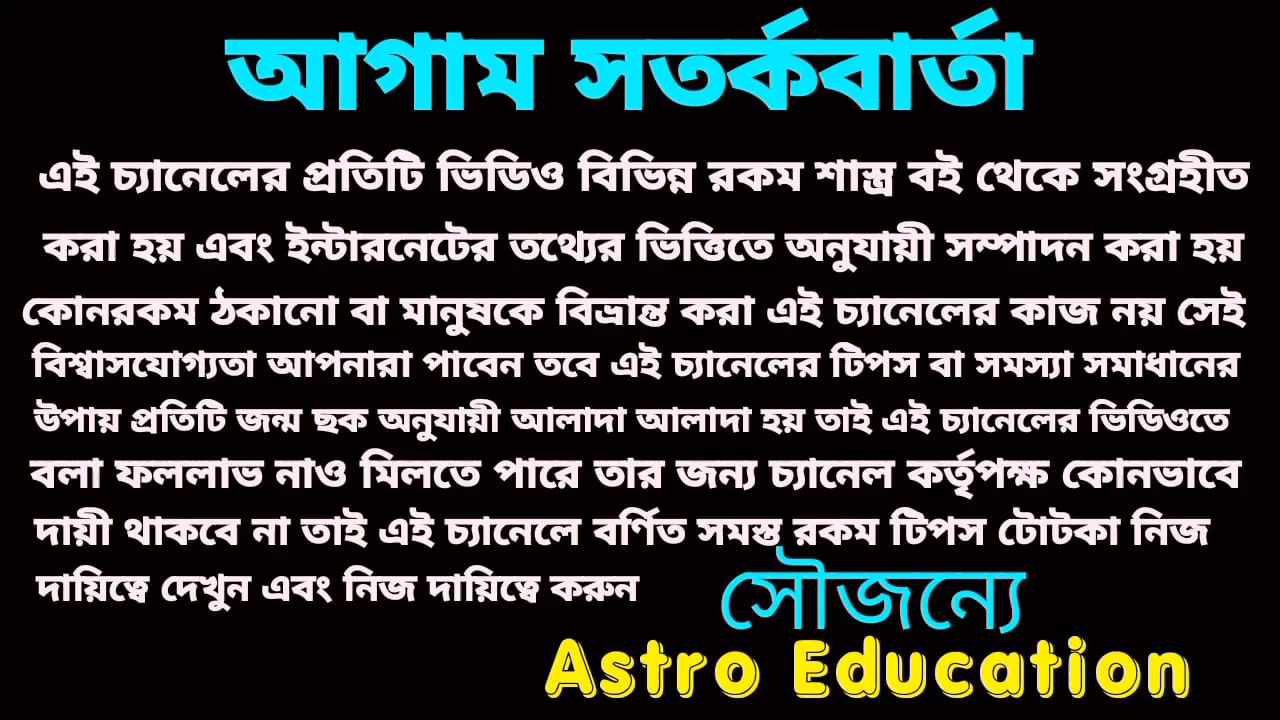 আগাম সতর্কবার্তা
এই চ্যানেলের প্রতিটি ভিডিও বিভিন্ন রকম শাস্ত্র বই থেকে সংগ্রহীত
করা হয় এবং ইন্টারনেটের তথ্যের ভিত্তিতে অনুযায়ী সম্পাদন করা হয়
কোনরকম ঠকানো বা মানুষকে বিভ্রান্ত করা এই চ্যানেলের কাজ নয় সেই
বিশ্বাসযোগ্যতা আপনারা পাবেন তবে এই চ্যানেলের টিপস বা সমস্যা সমাধানের
উপায় প্রতিটি জন্ম ছক অনুযায়ী আলাদা আলাদা হয় তাই এই চ্যানেলের ভিডিওতে
বলা ফললাভ নাও মিলতে পারে তার জন্য চ্যানেল কর্তৃপক্ষ কোনভাবে
দায়ী থাকবে না তাই এই চ্যানেলে বর্ণিত সমস্ত রকম টিপস টোটকা নিজ
দায়িত্বে দেখুন এবং নিজ দায়িত্বে করুন
সৌজন্যে
Astro Education